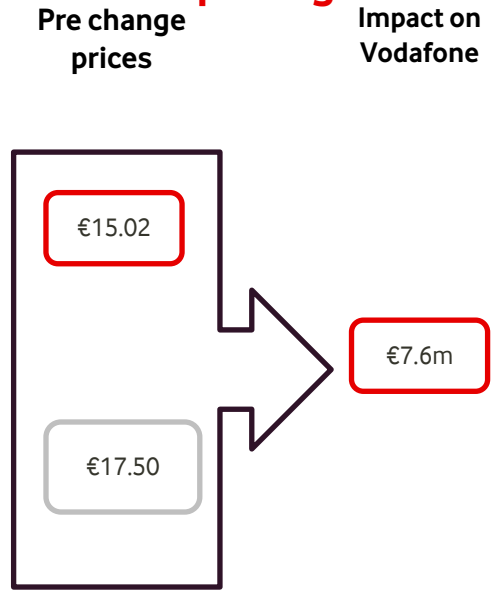 Pre change
prices
Impact on
Vodafone
€15.02
€7.6m
€17.50